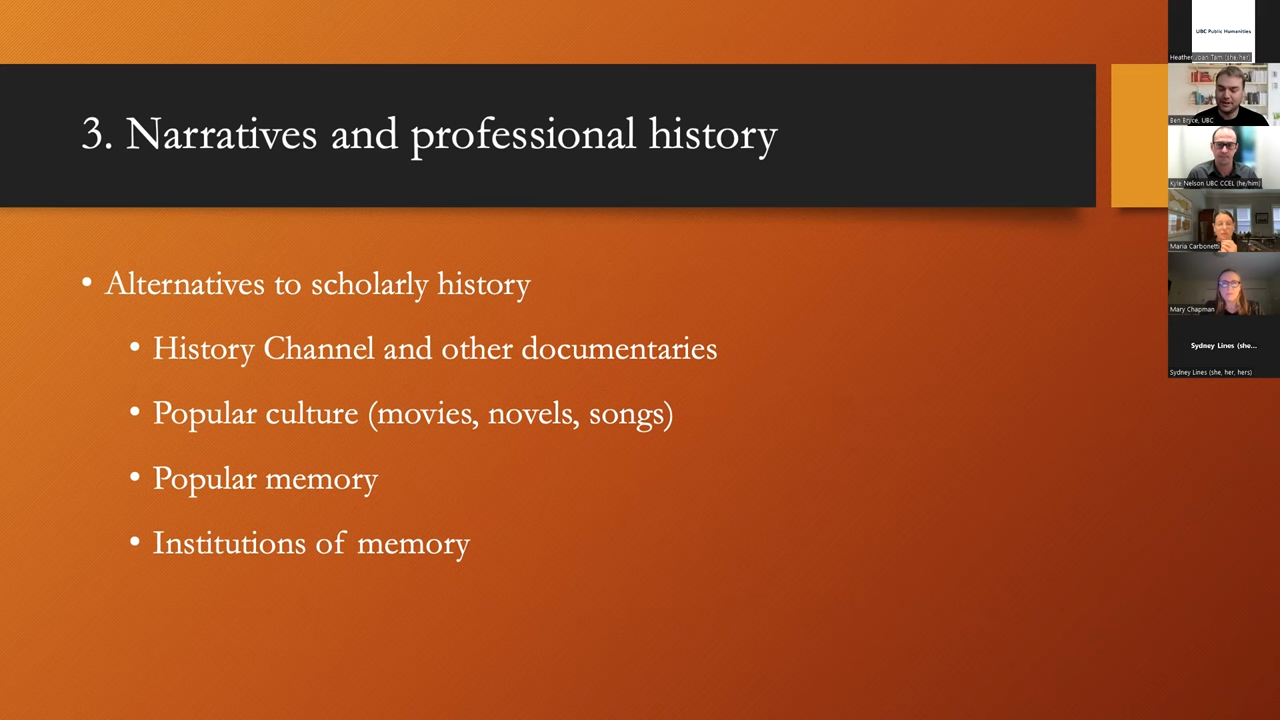 3. Narratives and professional history
• Alternatives to scholarly history
• History Channel and other documentaries
• Popular culture (movies, novels, songs)
• Popular memory
• Institutions of memory
UBC Public Humanities
Heather Joan Tam (she/her)
Ben Bryce, UBC
Kyle Nelson UBC CCEL (he/him)
Maria Carbonetti
Mary Chapman
Sydney Lines (she...
Sydney Lines (she, her, hers)